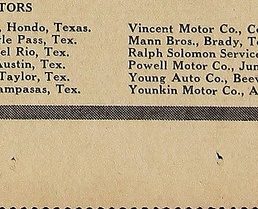 TORS
, Hondo, Texas.
le Pass, Tex.
el Rio, Tex.
Austin, Tex.
Taylor, Tex.
ampasas, Tex.
Vincent Motor Co., C
Mann Bros., Brady, T
Ralph Solomon Service
Powell Motor Co., Jun
Young Auto Co., Beev
Younkin Motor Co., A